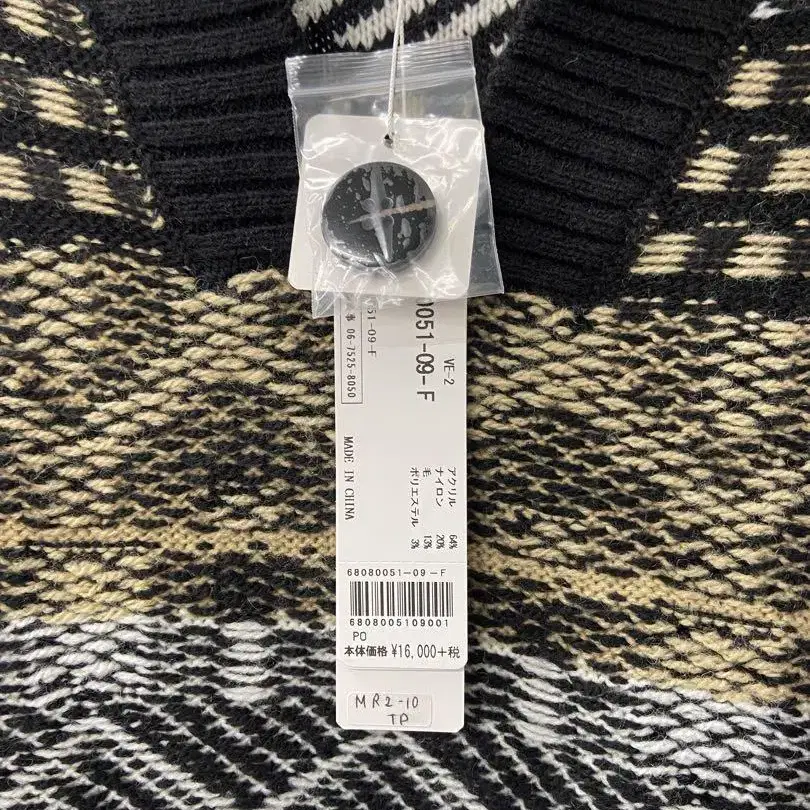 0051-09-F
VE-2
51-09-F
06-7525-8050
MADE IN CHINA
アクリル 64%
ナイロン 20%
毛 13%
ポリエステル 3%
68080051-09-F
6808005109001
PO
本体価格 ¥16,000+税
MR2-10
TP